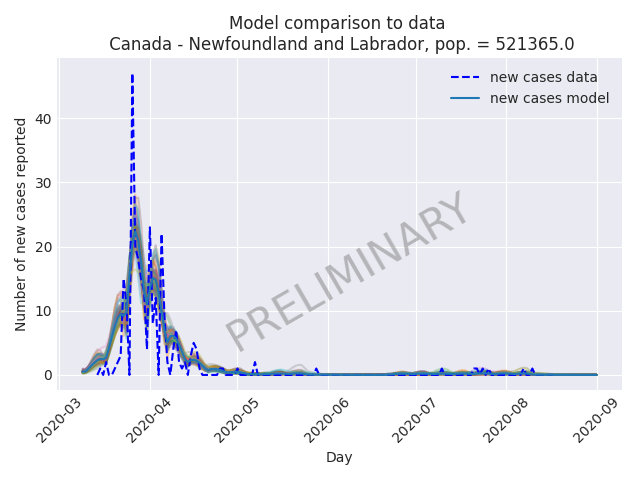 Model comparison to data
Canada - Newfoundland and Labrador, pop. = 521365.0
new cases data
new cases model
Number of new cases reported
40
30
20
10
0
PRELIMINARY
2020-03
2020-04
2020-05
2020-06
2020-07
2020-08
2020-09
Day